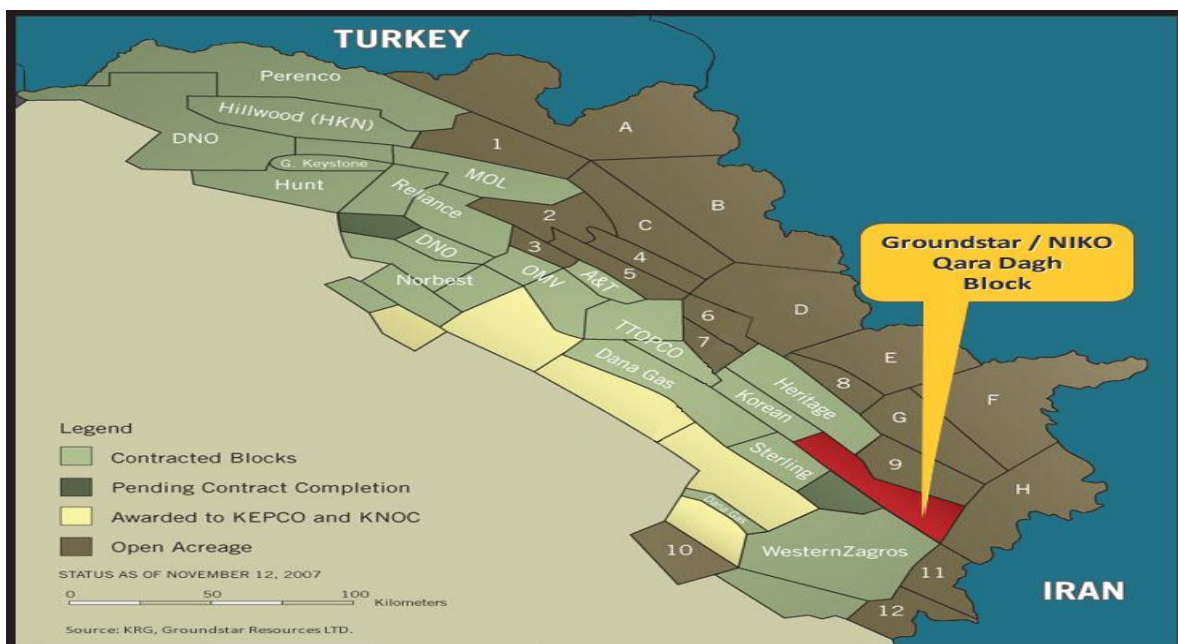 TURKEY
Perenco
Hillwood (HKN)
DNO
G. Keystone
Hunt
1
A
MOL
Reliance
2
C
B
DNO
3
4
5
Norbest
OMV
A&T
Groundstar / NIKO
Qara Dagh
Block
D
6
7
TTOPCO
Dana Gas
E
8
Heritage
Korean
F
G
Sterling
9
H
Dana Gas
10
WesternZagros
11
12
IRAN
Legend
Contracted Blocks
Pending Contract Completion
Awarded to KEPCO and KNOC
Open Acreage
STATUS AS OF NOVEMBER 12, 2007
0 50 100
Kilometers
Source: KRG, Groundstar Resources LTD.